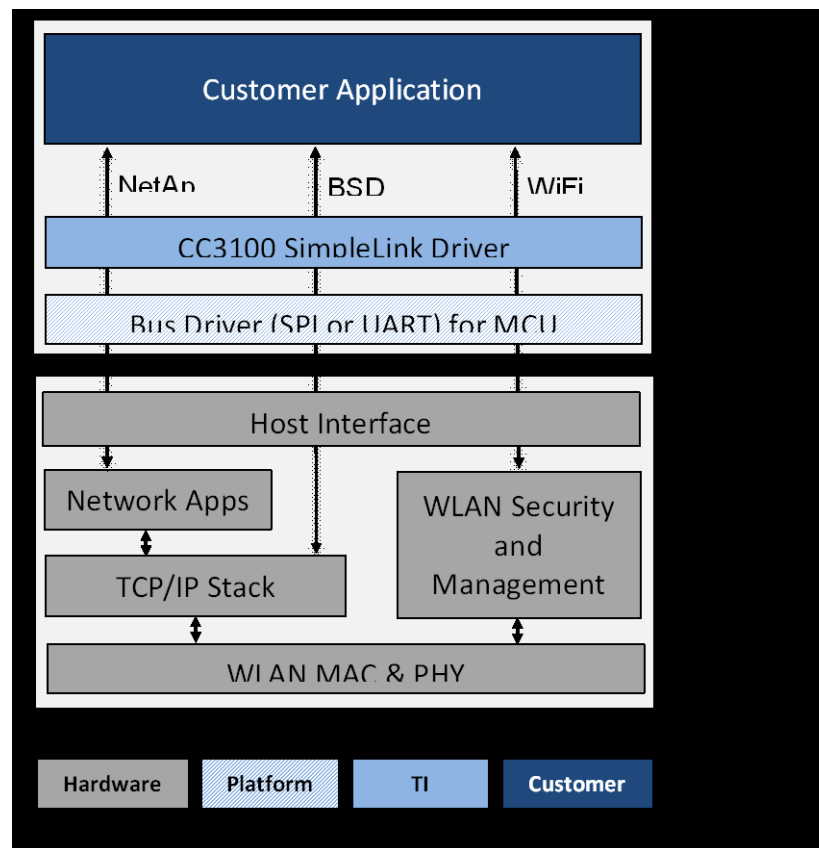 Customer Application
NetAp
BSD
WiFi
CC3100 SimpleLink Driver
Bus Driver (SPI or UART) for MCU
Host Interface
Network Apps
WLAN Security
and
Management
TCP/IP Stack
WLAN MAC & PHY
Hardware
Platform
TI
Customer